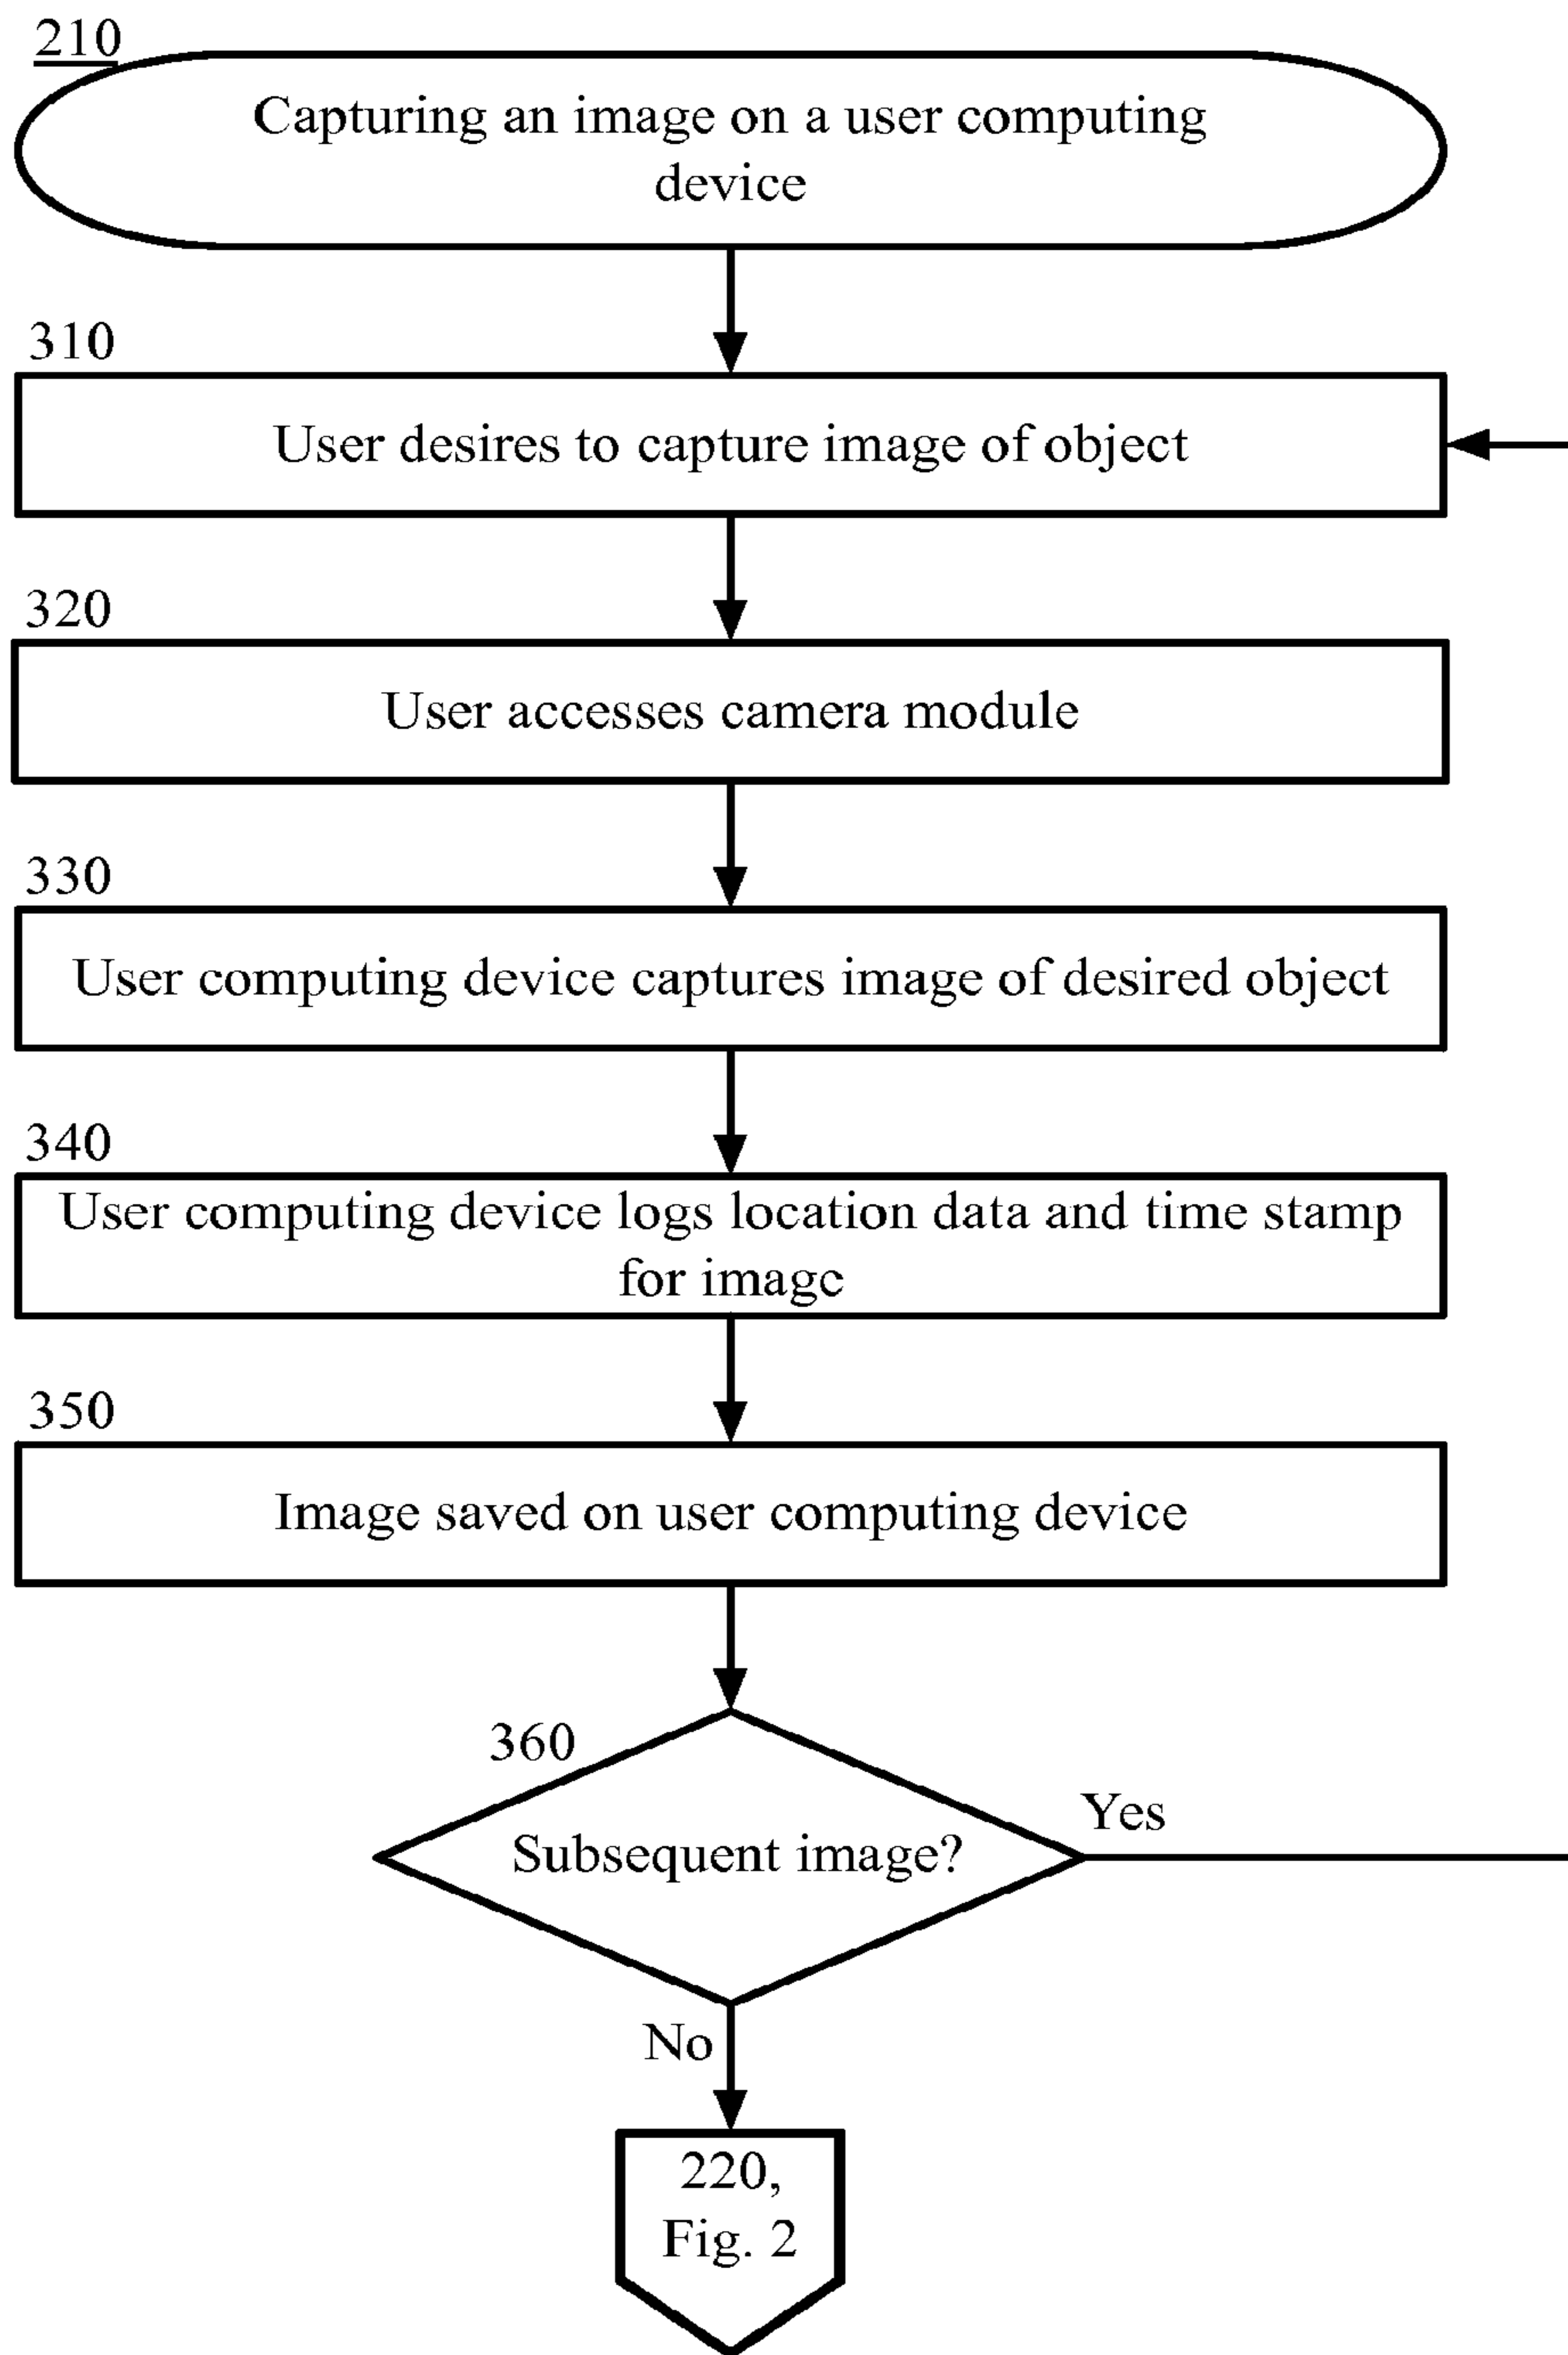 210
Capturing an image on a user computing
device
310
User desires to capture image of object
320
User accesses camera module
330
User computing device captures image of desired object
340
User computing device logs location data and time stamp
for image
350
Image saved on user computing device
360
Subsequent image?
Yes
No
220,
Fig. 2